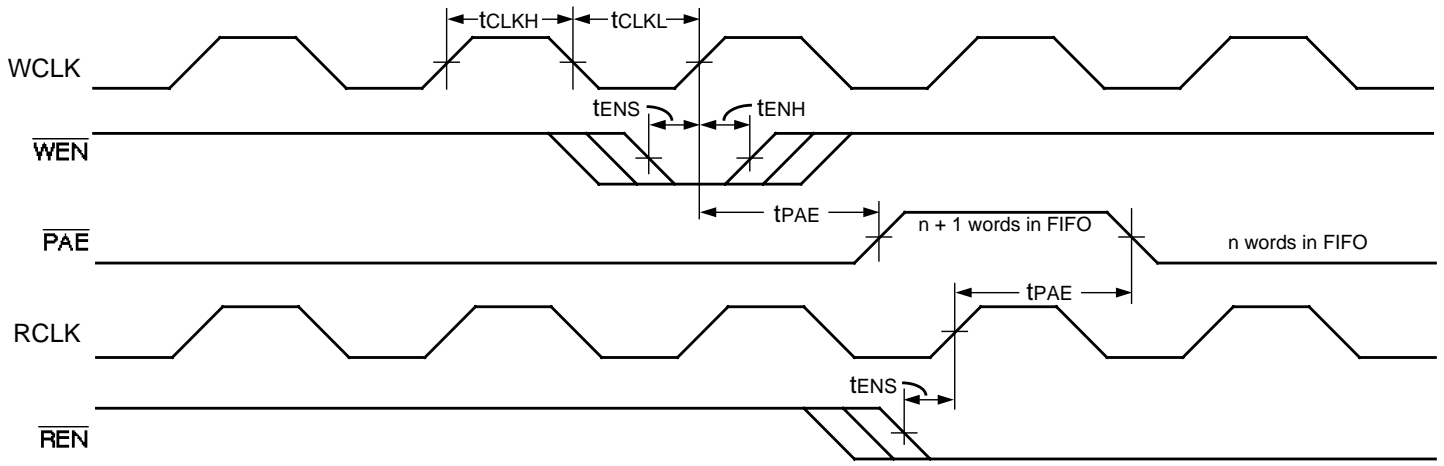 tCLKH
tCLKL
WCLK
tENS
tENH
WEN
tPAE
n + 1 words in FIFO
PAE
n words in FIFO
tPAE
RCLK
tENS
REN